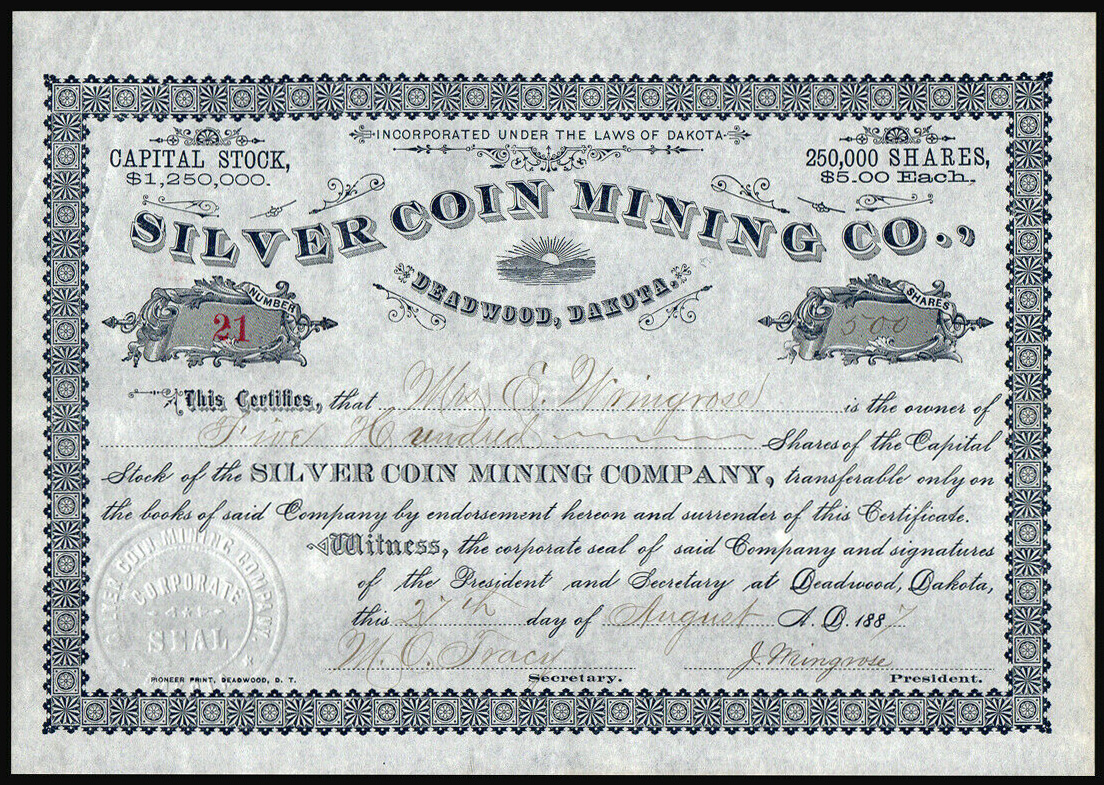 INCORPORATED UNDER THE LAWS OF DAKOTA
CAPITAL STOCK,
$1,250,000.
250,000 SHARES,
$5.00 Each.
SILVER COIN MINING CO.,
DEADWOOD, DAKOTA.
NUMBER
21
SHARES
500
This Certifies, that Mrs E. Mingrose is the owner of
Five Hundred Shares of the Capital
Stock of the SILVER COIN MINING COMPANY, transferable only on
the books of said Company by endorsement hereon and surrender of this Certificate.
Witness, the corporate seal of said Company and signatures
of the President and Secretary at Deadwood, Dakota,
this 27th day of August A.D. 1887
M. O. Tracy
Secretary.
J. Mingrose
President.
SILVER COIN MINING COMPANY.
CORPORATE
SEAL
PIONEER PRINT, DEADWOOD, D. T.